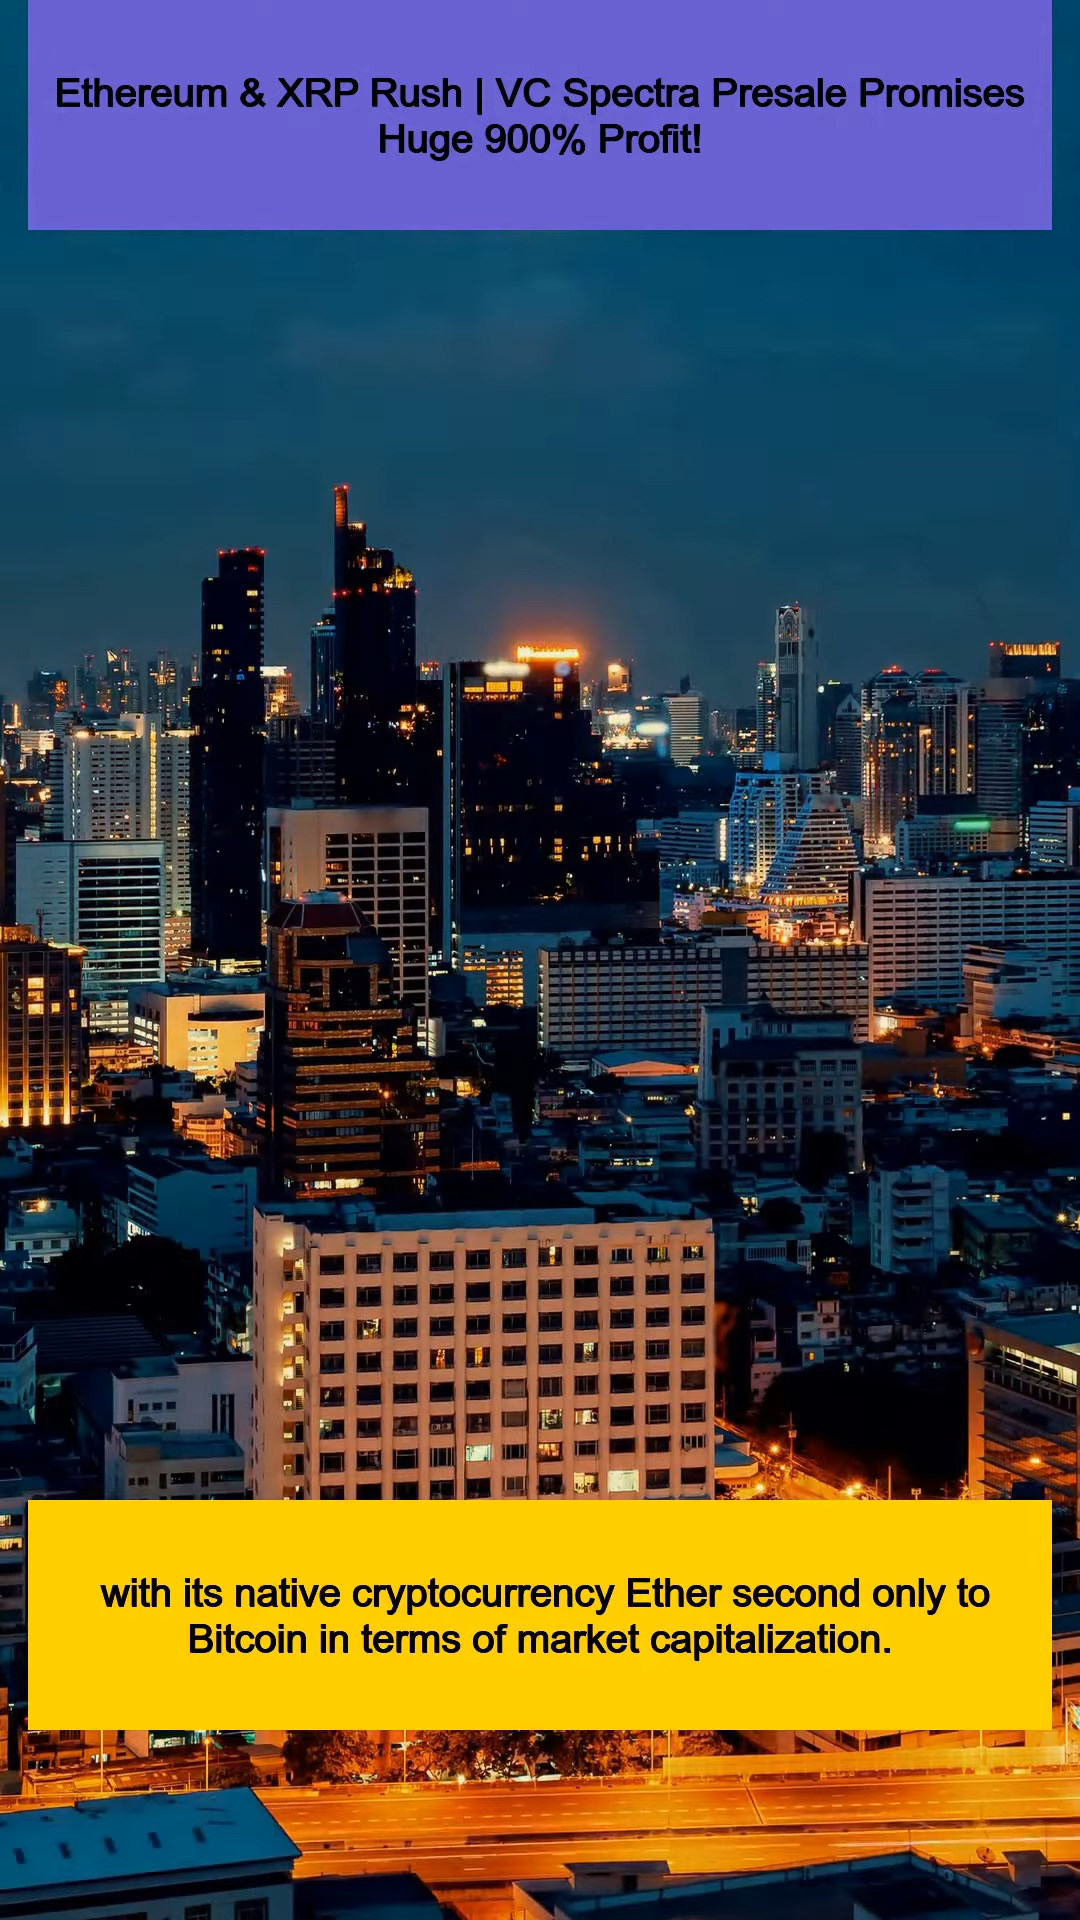 Ethereum & XRP Rush | VC Spectra Presale Promises
Huge 900% Profit!
with its native cryptocurrency Ether second only to
Bitcoin in terms of market capitalization.